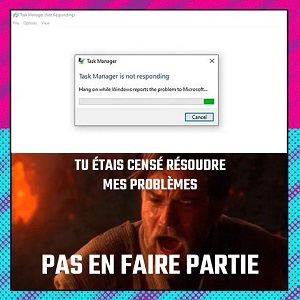 Task Manager (Not Responding)
File Options View
Task Manager
Task Manager is not responding
Hang on while Windows reports the problem to Microsoft...
Cancel
TU ÉTAIS CENSÉ RÉSOUDRE
MES PROBLÈMES
PAS EN FAIRE PARTIE